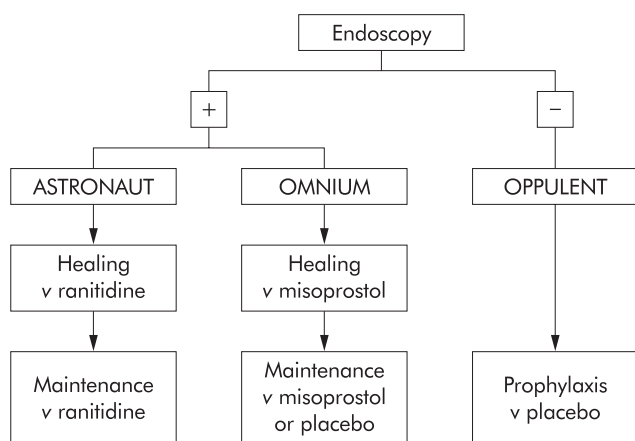 Endoscopy
+
−
ASTRONAUT
OMNIUM
OPPULENT
Healing
v ranitidine
Healing
v misoprostol
Maintenance
v ranitidine
Maintenance
v misoprostol
or placebo
Prophylaxis
v placebo